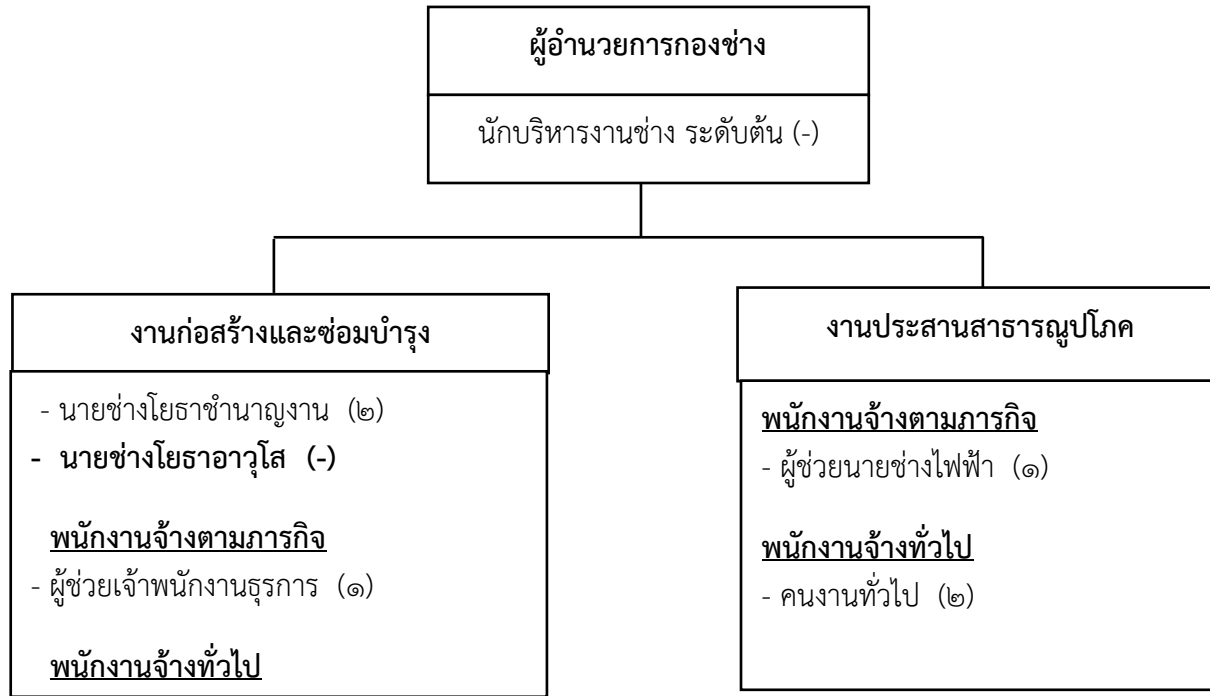 ผู้อำนวยการกองช่าง
นักบริหารงานช่าง ระดับต้น (-)
งานก่อสร้างและซ่อมบำรุง
- นายช่างโยธาชำนาญงาน (๒)
- นายช่างโยธาอาวุโส (-)
พนักงานจ้างตามภารกิจ
- ผู้ช่วยเจ้าพนักงานธุรการ (๑)
พนักงานจ้างทั่วไป
งานประสานสาธารณูปโภค
พนักงานจ้างตามภารกิจ
- ผู้ช่วยนายช่างไฟฟ้า (๑)
พนักงานจ้างทั่วไป
- คนงานทั่วไป (๒)